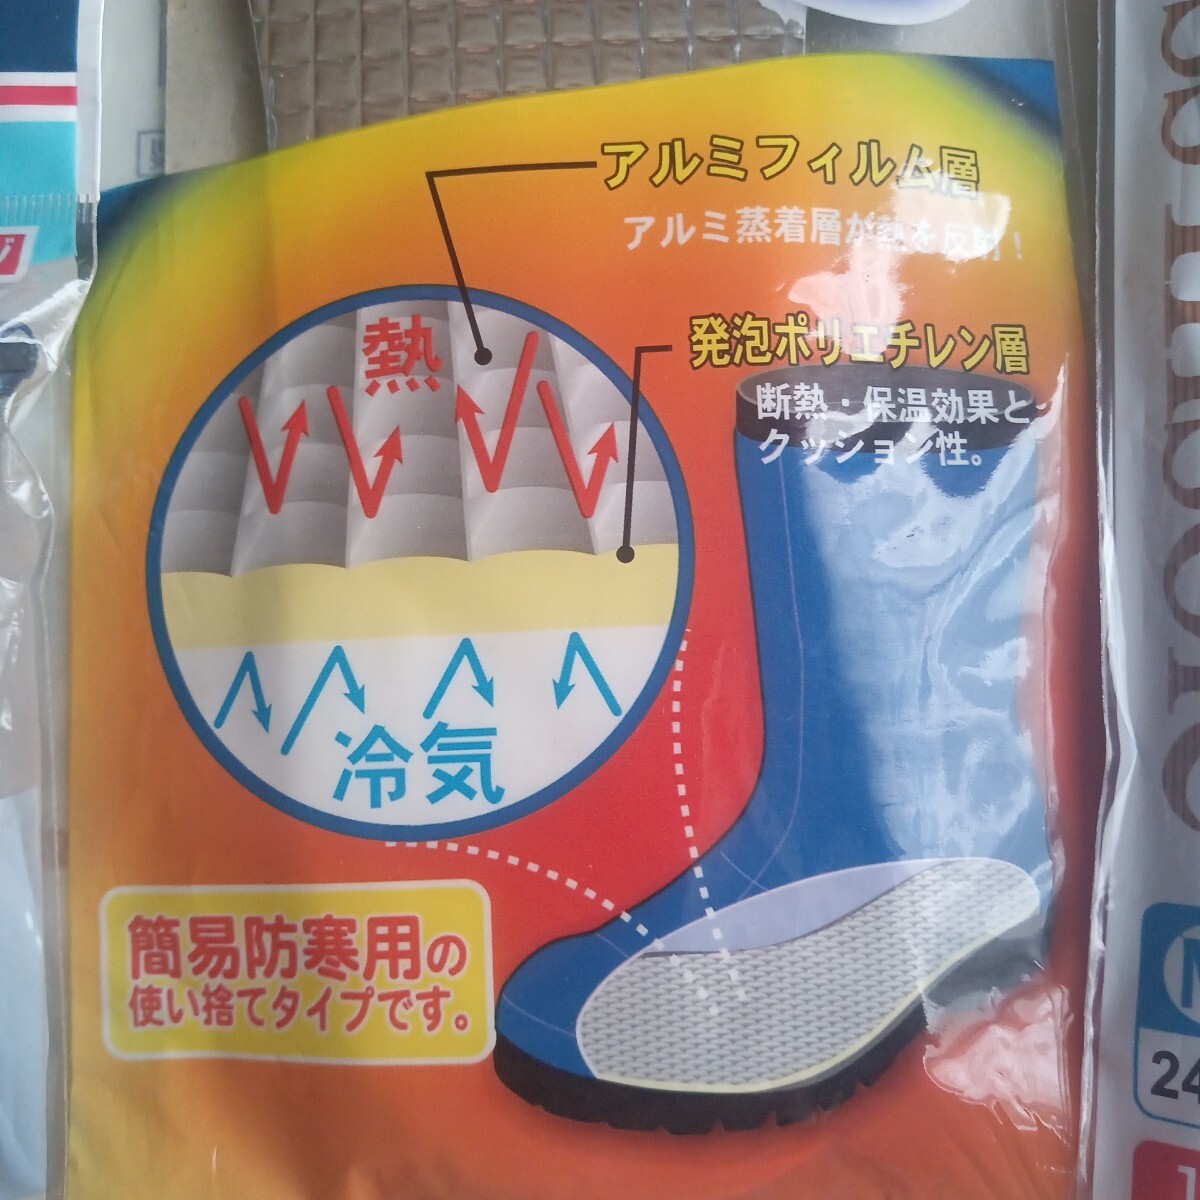 アルミフィルム層
アルミ蒸着層が熱を反射！
発泡ポリエチレン層
断熱・保温効果と
クッション性。
熱
冷気
簡易防寒用の
使い捨てタイプです。
24